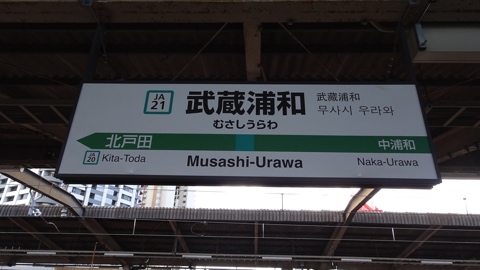 JA
21
武蔵浦和
むさしうらわ
武蔵浦和
무사시 우라와
北戸田
中浦和
JA
20
Kita-Toda
Musashi-Urawa
Naka-Urawa